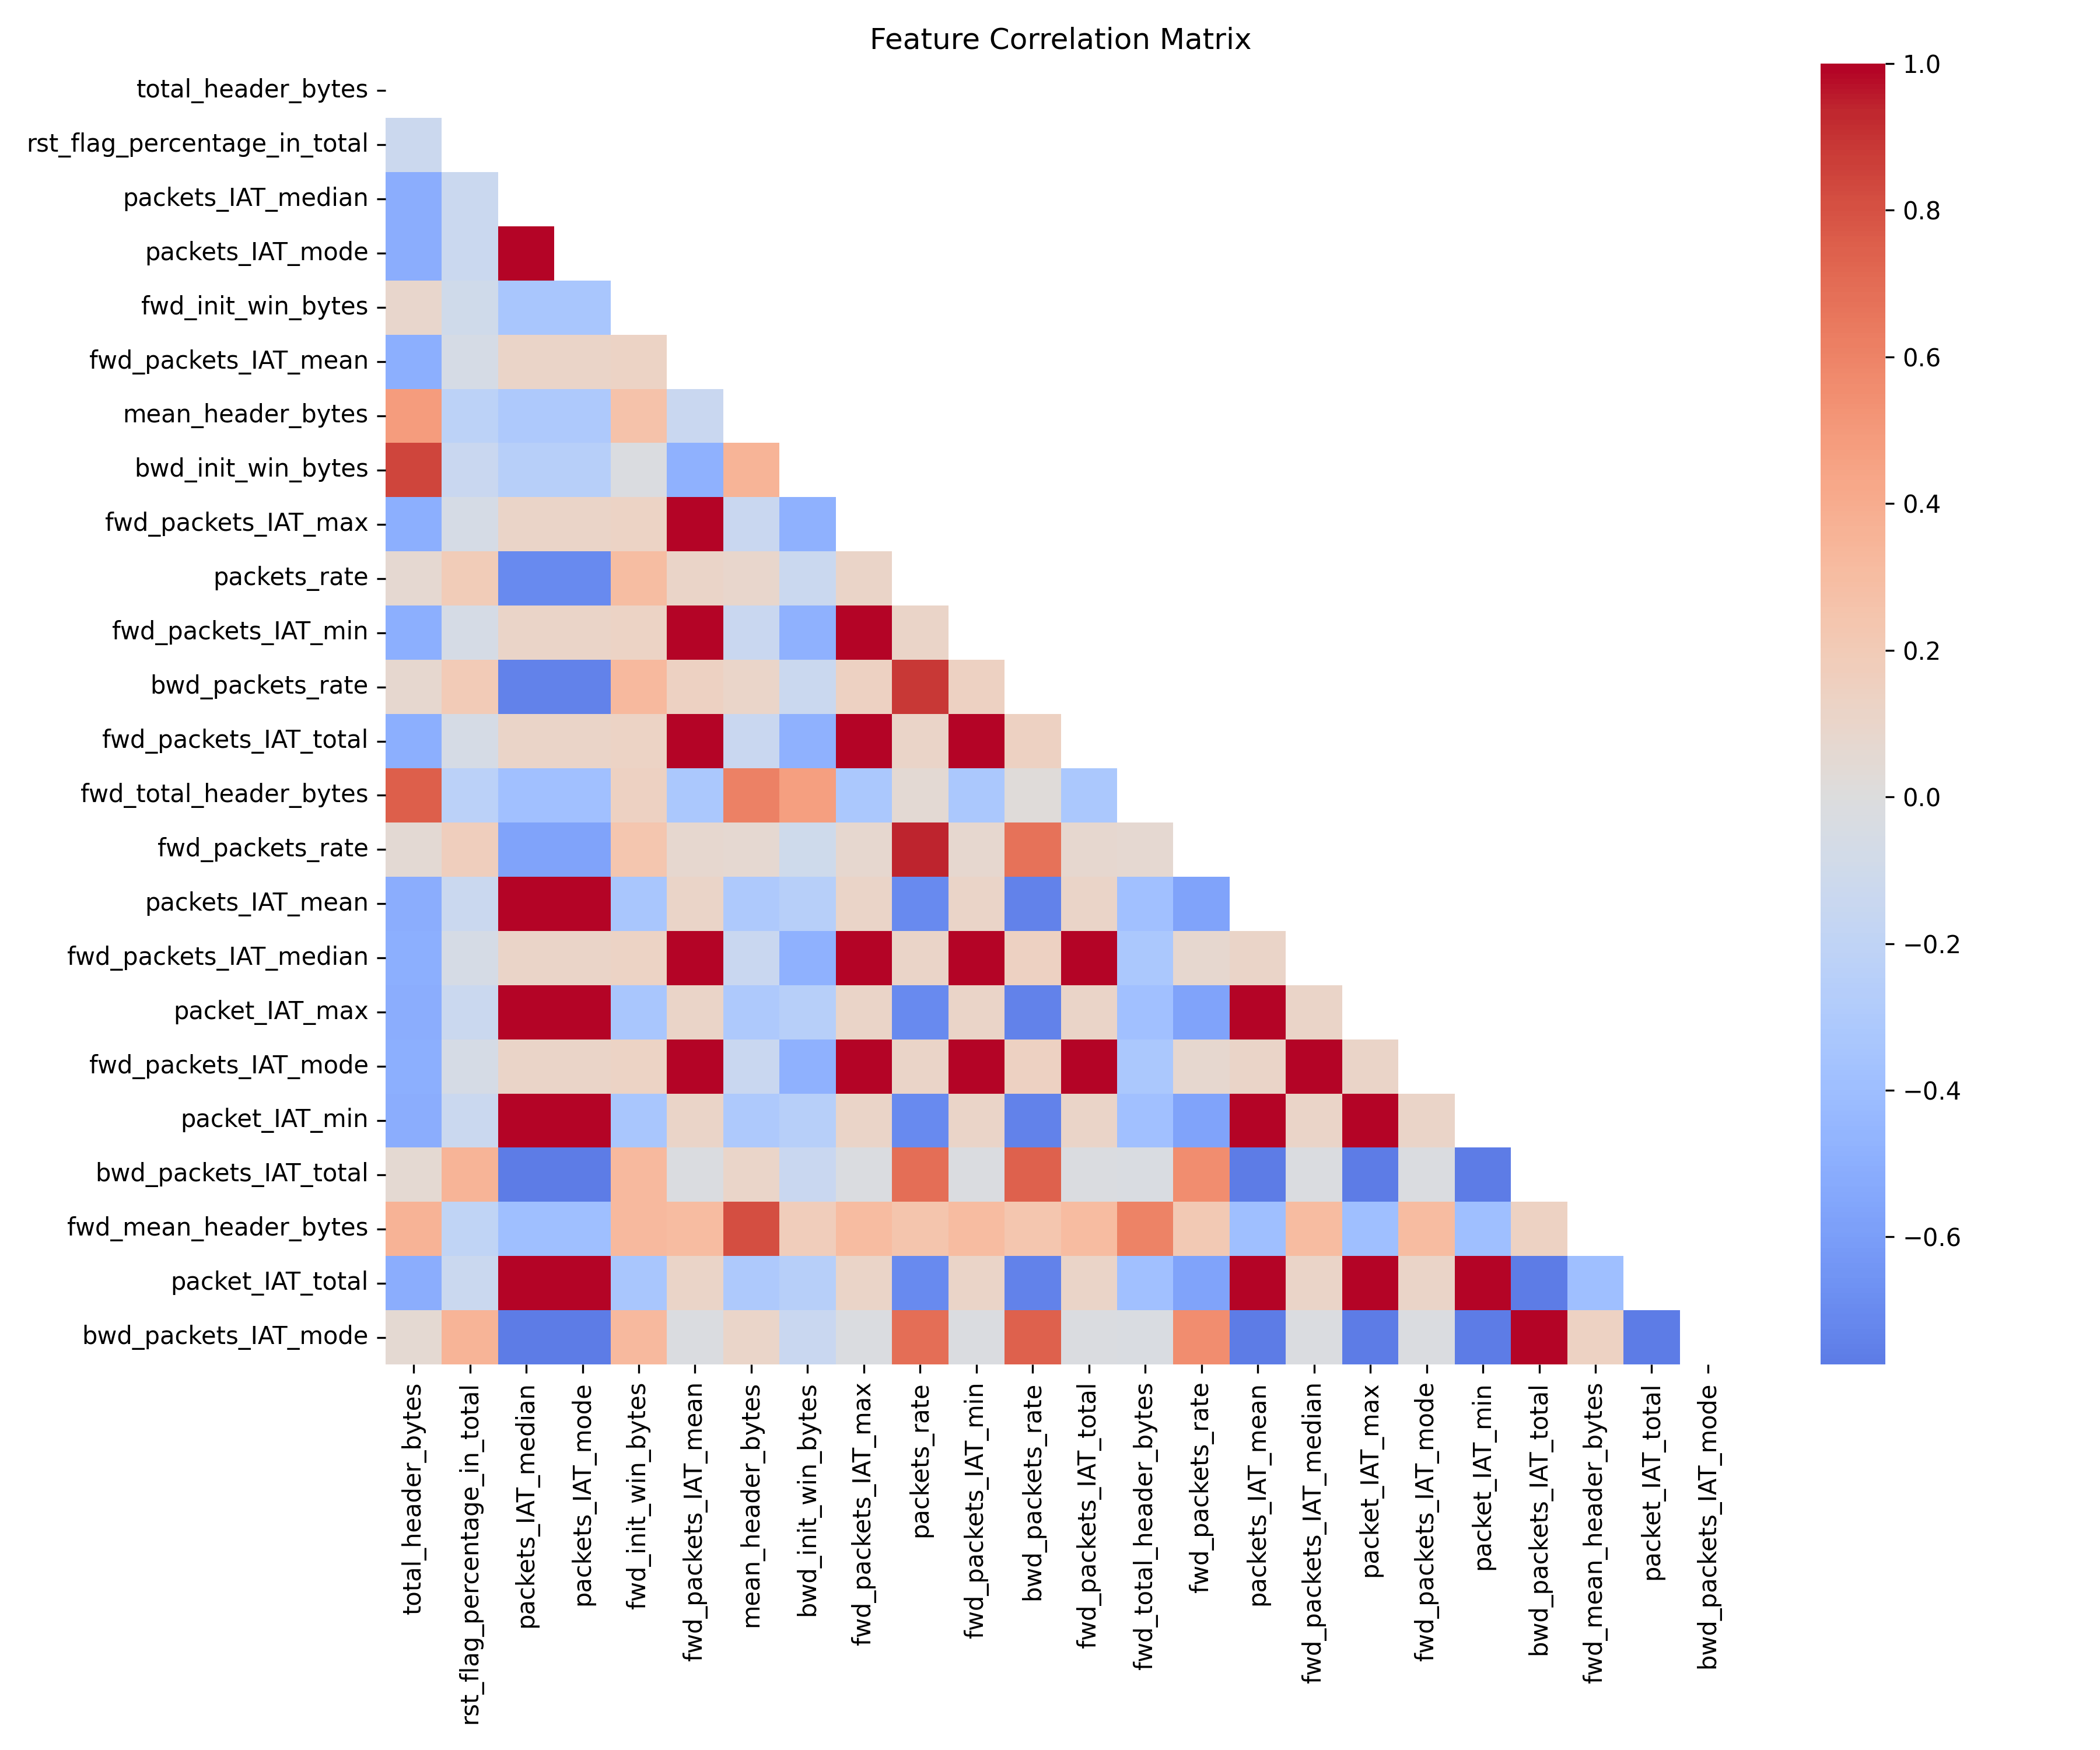 Feature Correlation Matrix
total_header_bytes
rst_flag_percentage_in_total
packets_IAT_median
packets_IAT_mode
fwd_init_win_bytes
fwd_packets_IAT_mean
mean_header_bytes
bwd_init_win_bytes
fwd_packets_IAT_max
packets_rate
fwd_packets_IAT_min
bwd_packets_rate
fwd_packets_IAT_total
fwd_total_header_bytes
fwd_packets_rate
packets_IAT_mean
fwd_packets_IAT_median
packet_IAT_max
fwd_packets_IAT_mode
packet_IAT_min
bwd_packets_IAT_total
fwd_mean_header_bytes
packet_IAT_total
bwd_packets_IAT_mode
total_header_bytes
rst_flag_percentage_in_total
packets_IAT_median
packets_IAT_mode
fwd_init_win_bytes
fwd_packets_IAT_mean
mean_header_bytes
bwd_init_win_bytes
fwd_packets_IAT_max
packets_rate
fwd_packets_IAT_min
bwd_packets_rate
fwd_packets_IAT_total
fwd_total_header_bytes
fwd_packets_rate
packets_IAT_mean
fwd_packets_IAT_median
packet_IAT_max
fwd_packets_IAT_mode
packet_IAT_min
bwd_packets_IAT_total
fwd_mean_header_bytes
packet_IAT_total
bwd_packets_IAT_mode
1.0
0.8
0.6
0.4
0.2
0.0
−0.2
−0.4
−0.6